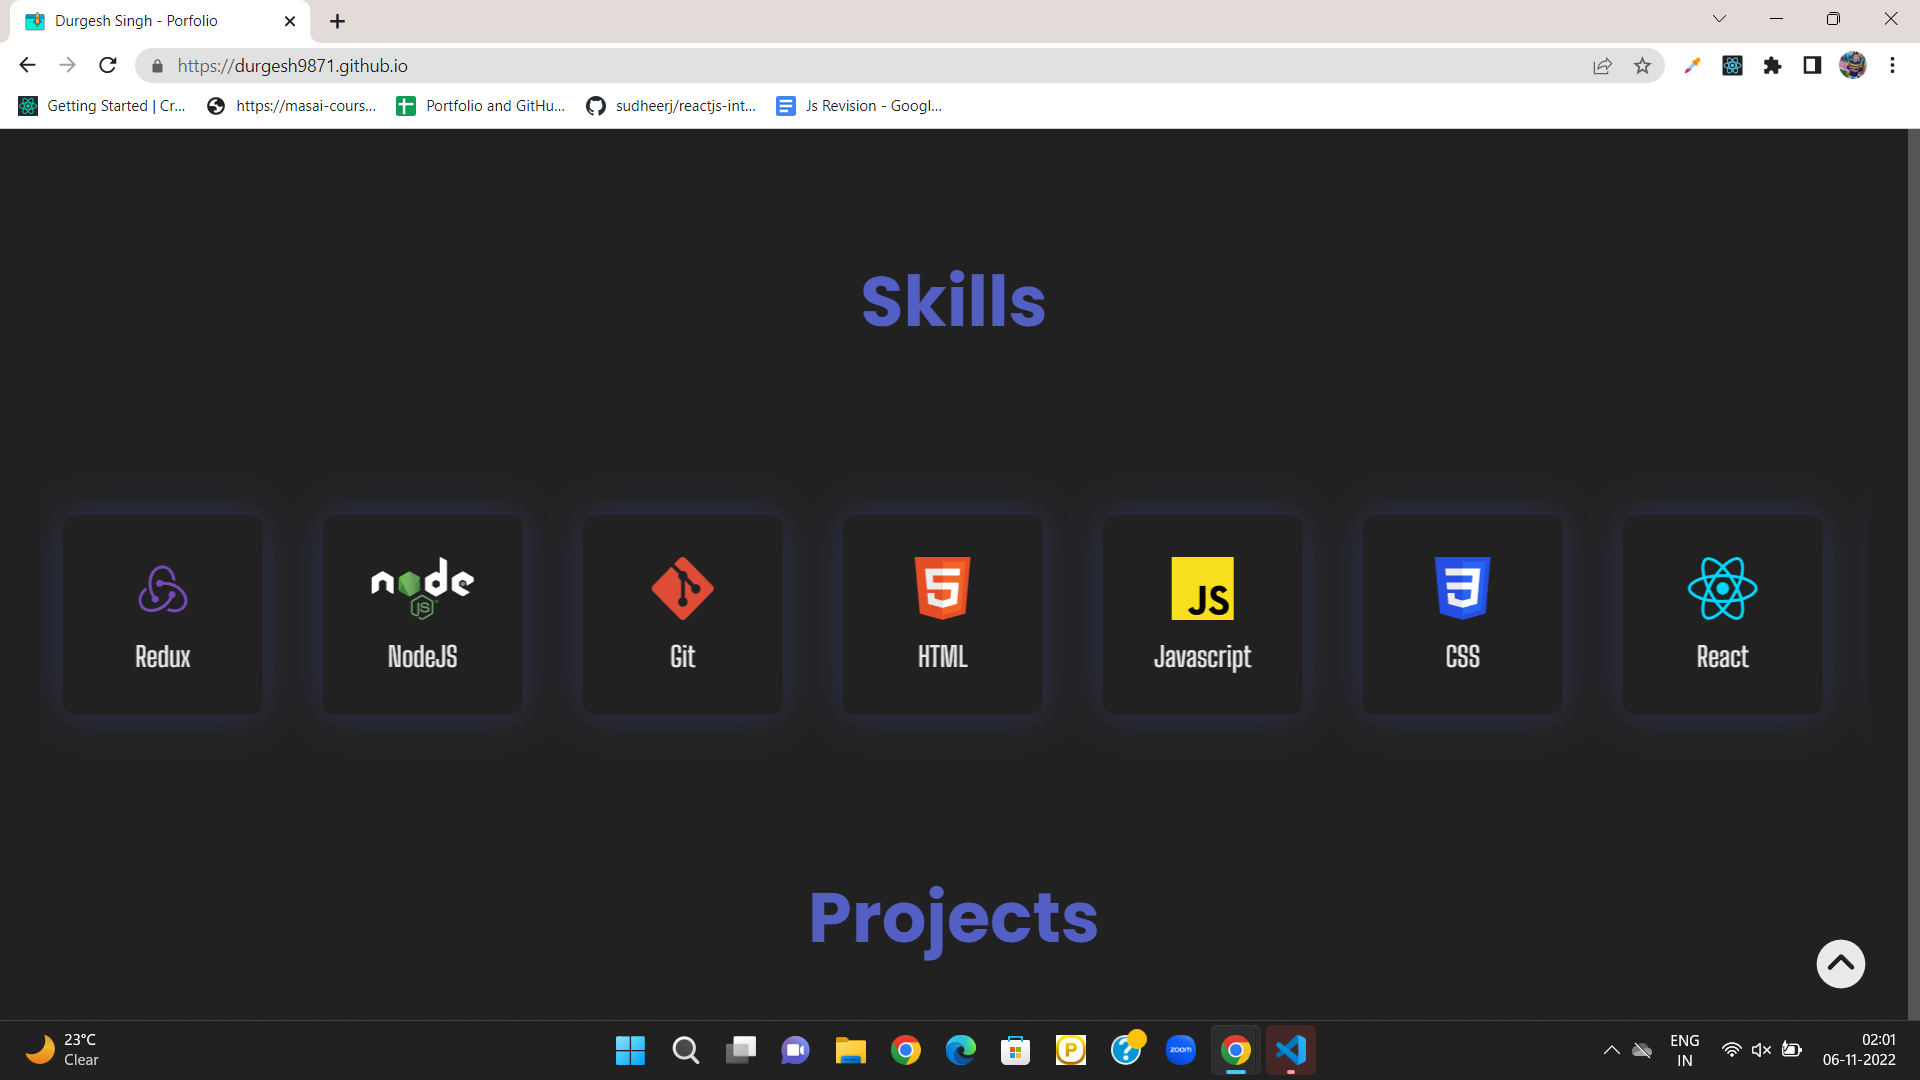 Durgesh Singh - Porfolio
https://durgesh9871.github.io
Getting Started | Cr...
https://masai-cours...
Portfolio and GitHu...
sudheerj/reactjs-int...
Js Revision - Googl...
Skills
node
JS
5
JS
3
Redux
NodeJS
Git
HTML
Javascript
CSS
React
Projects
23°C
Clear
P
?
zoom
ENG
IN
02:01
06-11-2022